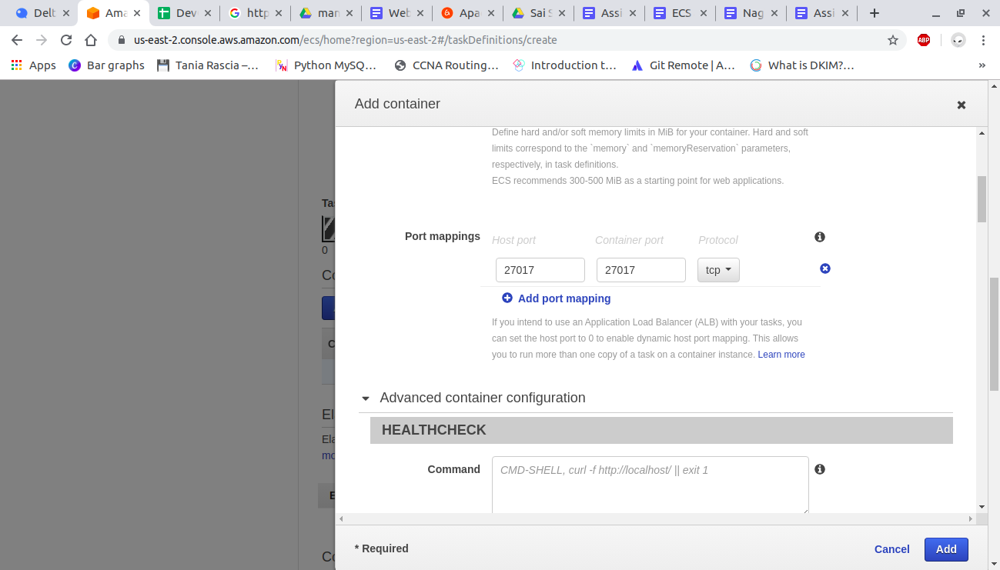 Delt
Ama
Dev
http
man
Web
Apa
Sai S
Assi
ECS
Nag
Assi
us-east-2.console.aws.amazon.com/ecs/home?region=us-east-2#/taskDefinitions/create
ABP
Apps
Bar graphs
Tania Rascia –…
Python MySQ…
CCNA Routing…
Introduction t…
Git Remote | A…
What is DKIM?…
»
Add container
Define hard and/or soft memory limits in MiB for your container. Hard and soft
limits correspond to the `memory` and `memoryReservation` parameters,
respectively, in task definitions.
ECS recommends 300-500 MiB as a starting point for web applications.
Ta
0
Port mappings
Host port
Container port
Protocol
27017
27017
tcp
Add port mapping
If you intend to use an Application Load Balancer (ALB) with your tasks, you
can set the host port to 0 to enable dynamic host port mapping. This allows
you to run more than one copy of a task on a container instance. Learn more
Advanced container configuration
HEALTHCHECK
Command
CMD-SHELL, curl -f http://localhost/ || exit 1
El
Ela
mo
* Required
Cancel
Add